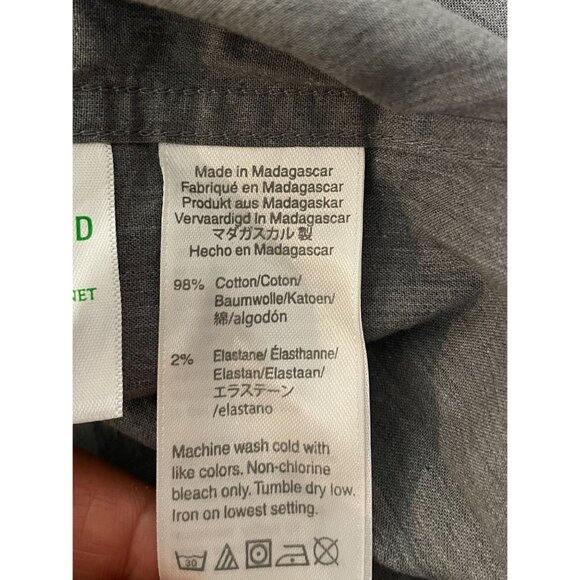 D
NET
Made in Madagascar
Fabriqué en Madagascar
Produkt aus Madagaskar
Vervaardigd In Madagascar
マダガスカル 製
Hecho en Madagascar
98% Cotton/Coton/
Baumwolle/Katoen/
綿/algodón
2% Elastane/ Élasthanne/
Elastan/Elastaan/
エラステーン
/elastano
Machine wash cold with
like colors. Non-chlorine
bleach only. Tumble dry low.
Iron on lowest setting.
30